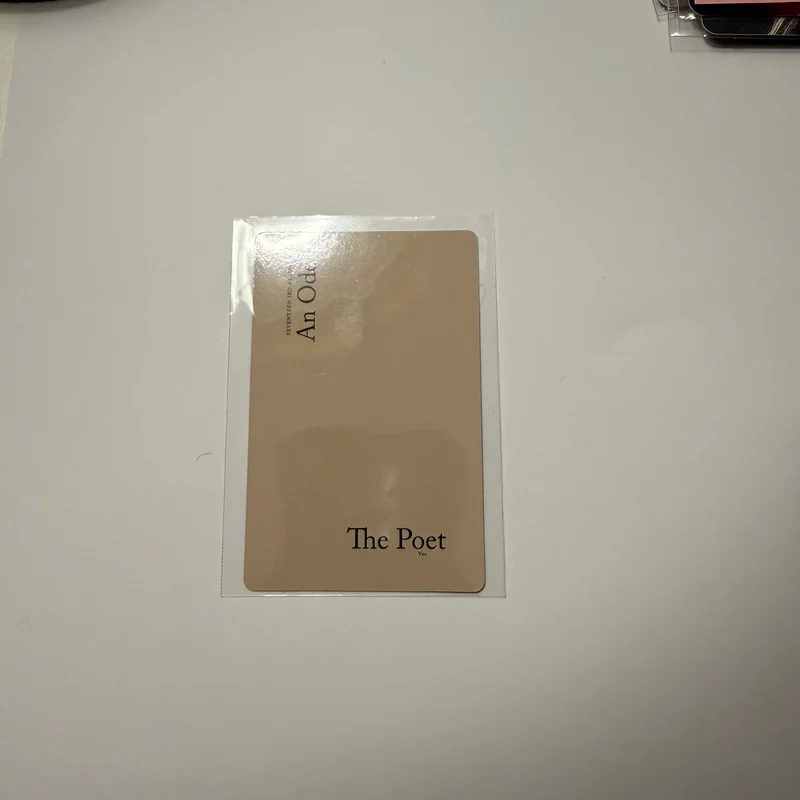 SEVENTEEN 3RD ALBUM
An Ode
The Poet
Ver.